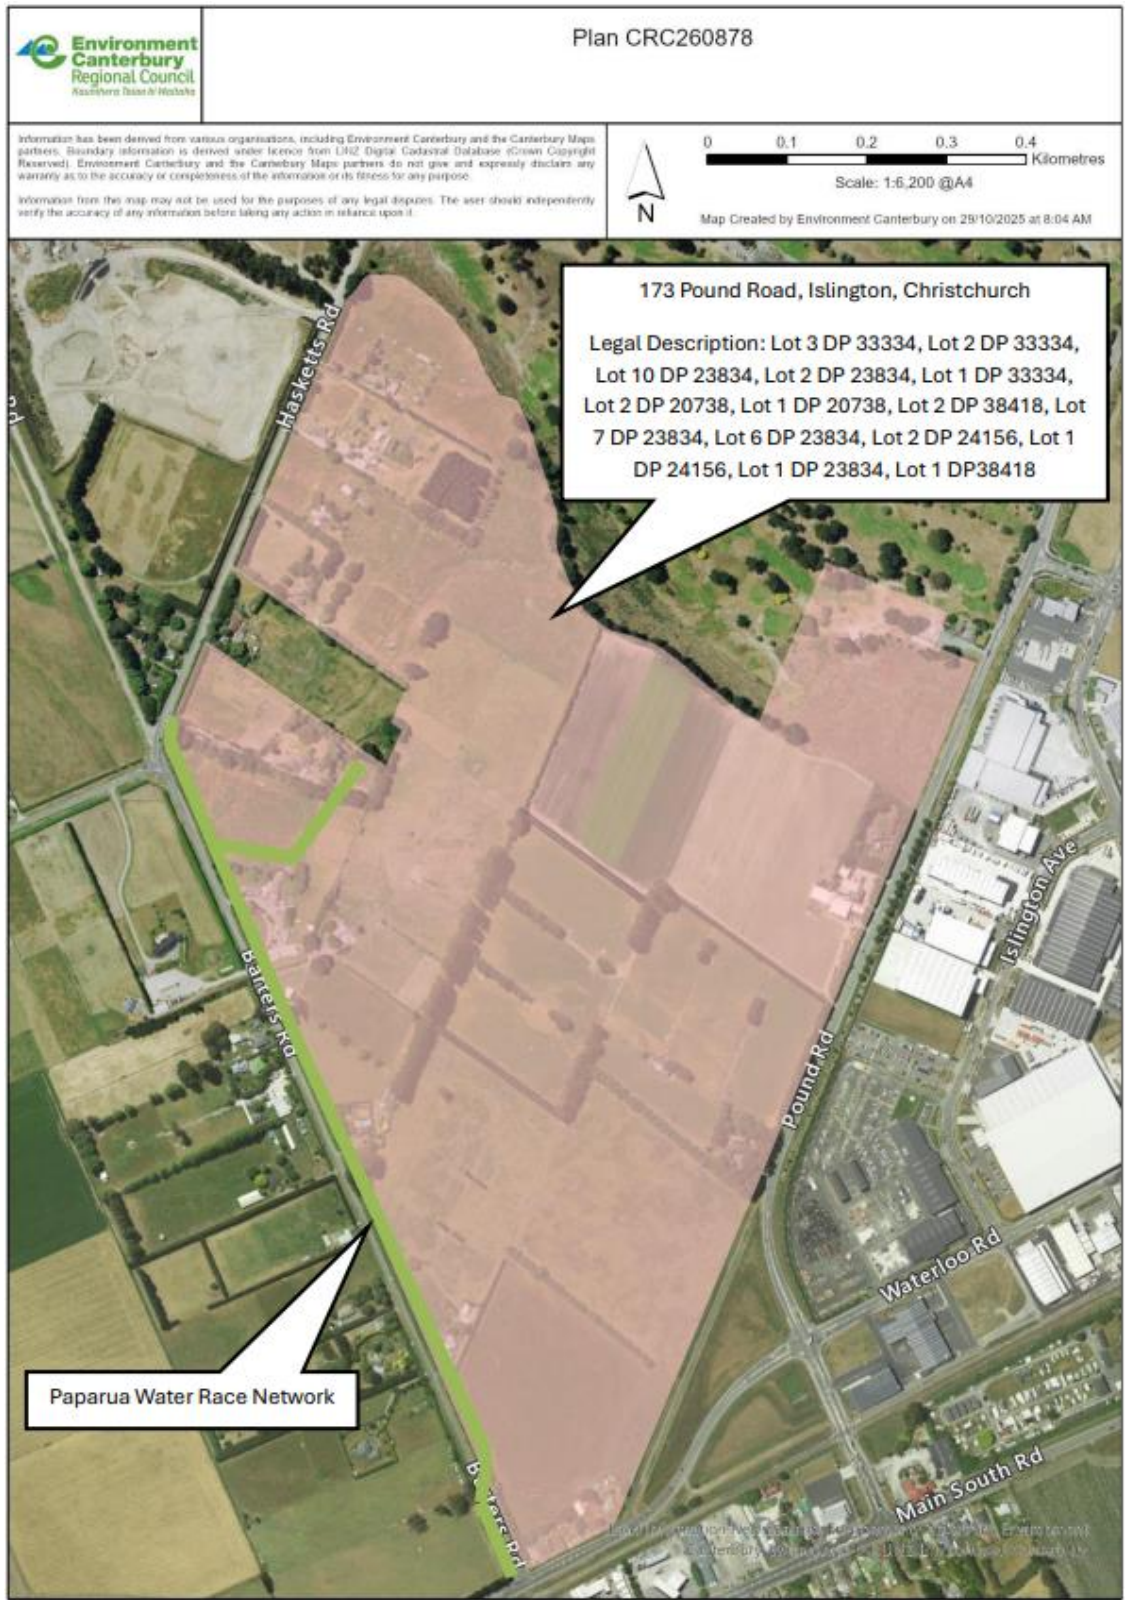 Environment
Canterbury
Regional Council
Kaunihera Taiao ki Waitaha
Plan CRC260878
Information has been derived from various organisations, including Environment Canterbury and the Canterbury Maps
partners. Boundary information is derived under licence from LINZ Digital Cadastral Database (Crown Copyright
Reserved). Environment Canterbury and the Canterbury Maps partners do not give and expressly disclaim any
warranty as to the accuracy or completeness of the information or its fitness for any purpose.
Information from this map may not be used for the purposes of any legal disputes. The user should independently
verify the accuracy of any information before taking any action in reliance upon it.
N
0 0.1 0.2 0.3 0.4
Kilometres
Scale: 1:6,200 @A4
Map Created by Environment Canterbury on 29/10/2025 at 8:04 AM
173 Pound Road, Islington, Christchurch
Legal Description: Lot 3 DP 33334, Lot 2 DP 33334,
Lot 10 DP 23834, Lot 2 DP 23834, Lot 1 DP 33334,
Lot 2 DP 20738, Lot 1 DP 20738, Lot 2 DP 38418, Lot
7 DP 23834, Lot 6 DP 23834, Lot 2 DP 24156, Lot 1
DP 24156, Lot 1 DP 23834, Lot 1 DP38418
Hasketts Rd
Islington Ave
Barters Rd
Pound Rd
Waterloo Rd
Paparua Water Race Network
Main South Rd
Barters Rd